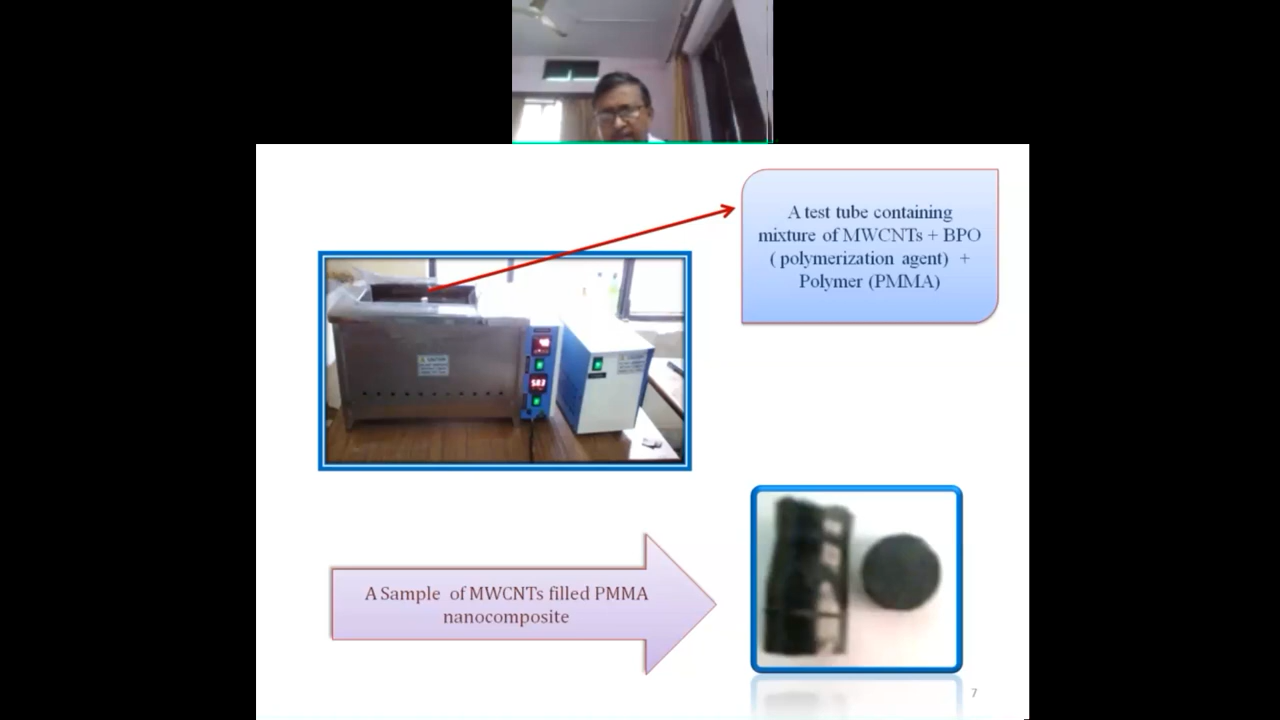 A test tube containing
mixture of MWCNTs + BPO
( polymerization agent) +
Polymer (PMMA)
A Sample of MWCNTs filled PMMA
nanocomposite
7